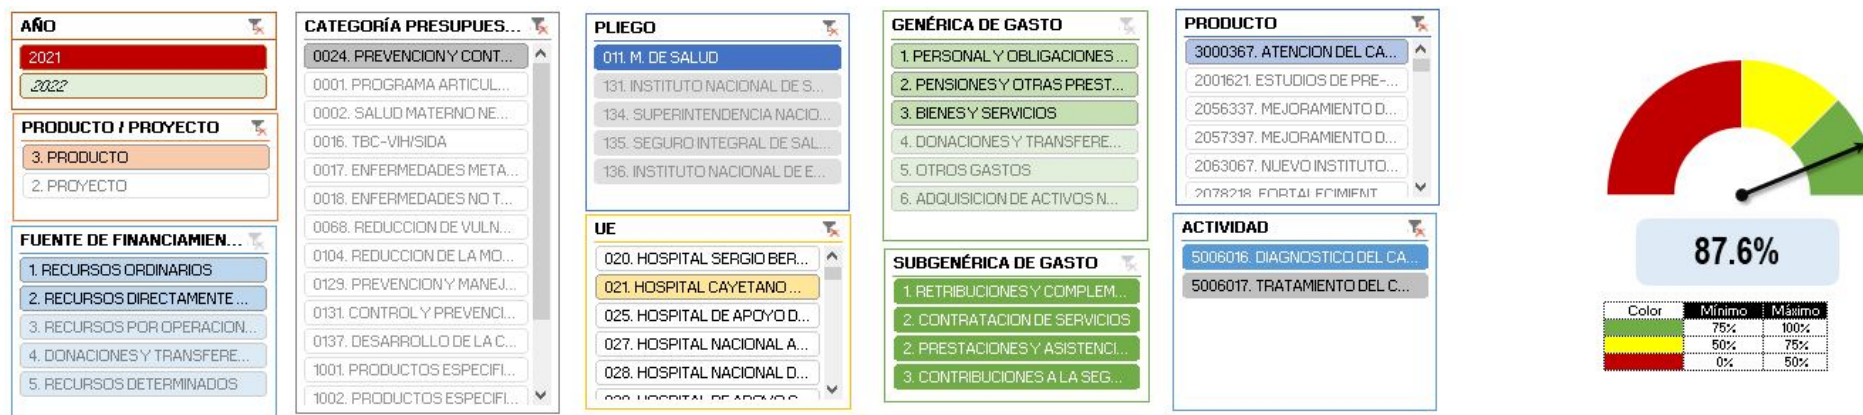 AÑO
2021
2022
PRODUCTO / PROYECTO
3. PRODUCTO
2. PROYECTO
FUENTE DE FINANCIAMIEN...
1. RECURSOS ORDINARIOS
2. RECURSOS DIRECTAMENTE ...
3. RECURSOS POR OPERACION...
4. DONACIONES Y TRANSFERE...
5. RECURSOS DETERMINADOS
CATEGORÍA PRESUPUES...
0024. PREVENCION Y CONT...
0001. PROGRAMA ARTICUL...
0002. SALUD MATERNO NE...
0016. TBC-VIH/SIDA
0017. ENFERMEDADES META...
0018. ENFERMEDADES NO T...
0068. REDUCCION DE VULN...
0104. REDUCCION DE LA MO...
0129. PREVENCION Y MANEJ...
0131. CONTROL Y PREVENCI...
0137. DESARROLLO DE LA C...
1001. PRODUCTOS ESPECIFI...
1002. PRODUCTOS ESPECIFI...
PLIEGO
011. M. DE SALUD
131. INSTITUTO NACIONAL DE S...
134. SUPERINTENDENCIA NACIO...
135. SEGURO INTEGRAL DE SAL...
136. INSTITUTO NACIONAL DE E...
UE
020. HOSPITAL SERGIO BER...
021. HOSPITAL CAYETANO ...
025. HOSPITAL DE APOYO D...
027. HOSPITAL NACIONAL A...
028. HOSPITAL NACIONAL D...
HOSPITAL DE APOYO
GENÉRICA DE GASTO
1. PERSONAL Y OBLIGACIONES ...
2. PENSIONES Y OTRAS PREST...
3. BIENES Y SERVICIOS
4. DONACIONES Y TRANSFERE...
5. OTROS GASTOS
6. ADQUISICION DE ACTIVOS N...
SUBGENÉRICA DE GASTO
1. RETRIBUCIONES Y COMPLEM...
2. CONTRATACION DE SERVICIOS
2. PRESTACIONES Y ASISTENCI...
3. CONTRIBUCIONES A LA SEG...
PRODUCTO
3000367. ATENCION DEL CA...
2001621. ESTUDIOS DE PRE-...
2056337. MEJORAMIENTO D...
2057397. MEJORAMIENTO D...
2063067. NUEVO INSTITUTO...
2078218. FORTALECIMIENT...
ACTIVIDAD
5006016. DIAGNOSTICO DEL CA...
5006017. TRATAMIENTO DEL C...
87.6%
Color Mínimo Máximo
75% 100%
50% 75%
0% 50%